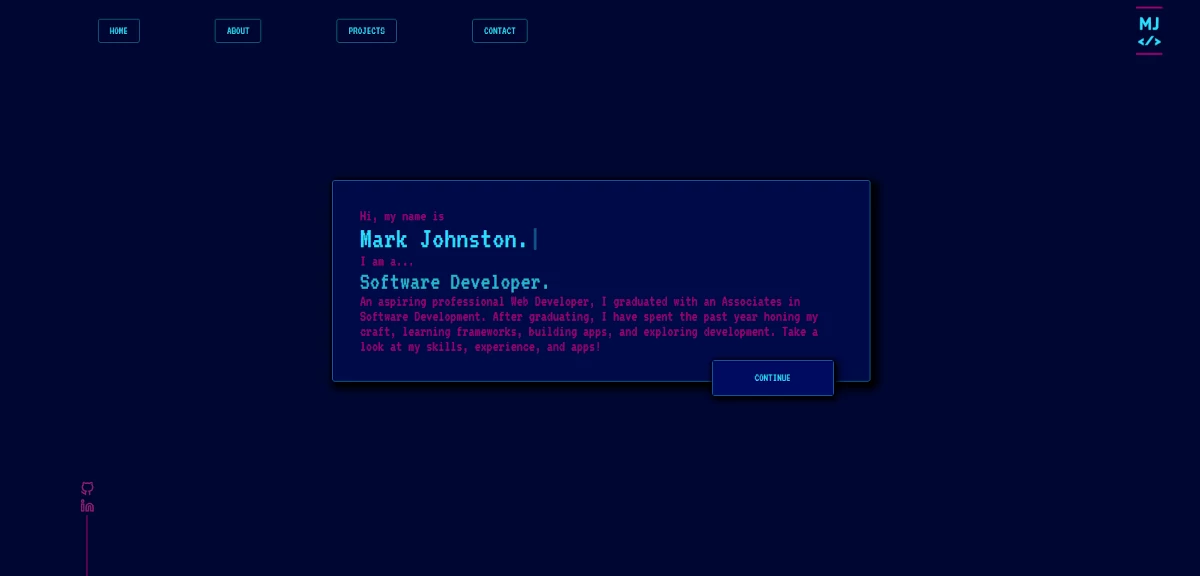 HOME
ABOUT
PROJECTS
CONTACT
MJ
</>
Hi, my name is
Mark Johnston.
I am a...
Software Developer.
An aspiring professional Web Developer, I graduated with an Associates in
Software Development. After graduating, I have spent the past year honing my
craft, learning frameworks, building apps, and exploring development. Take a
look at my skills, experience, and apps!
CONTINUE
in